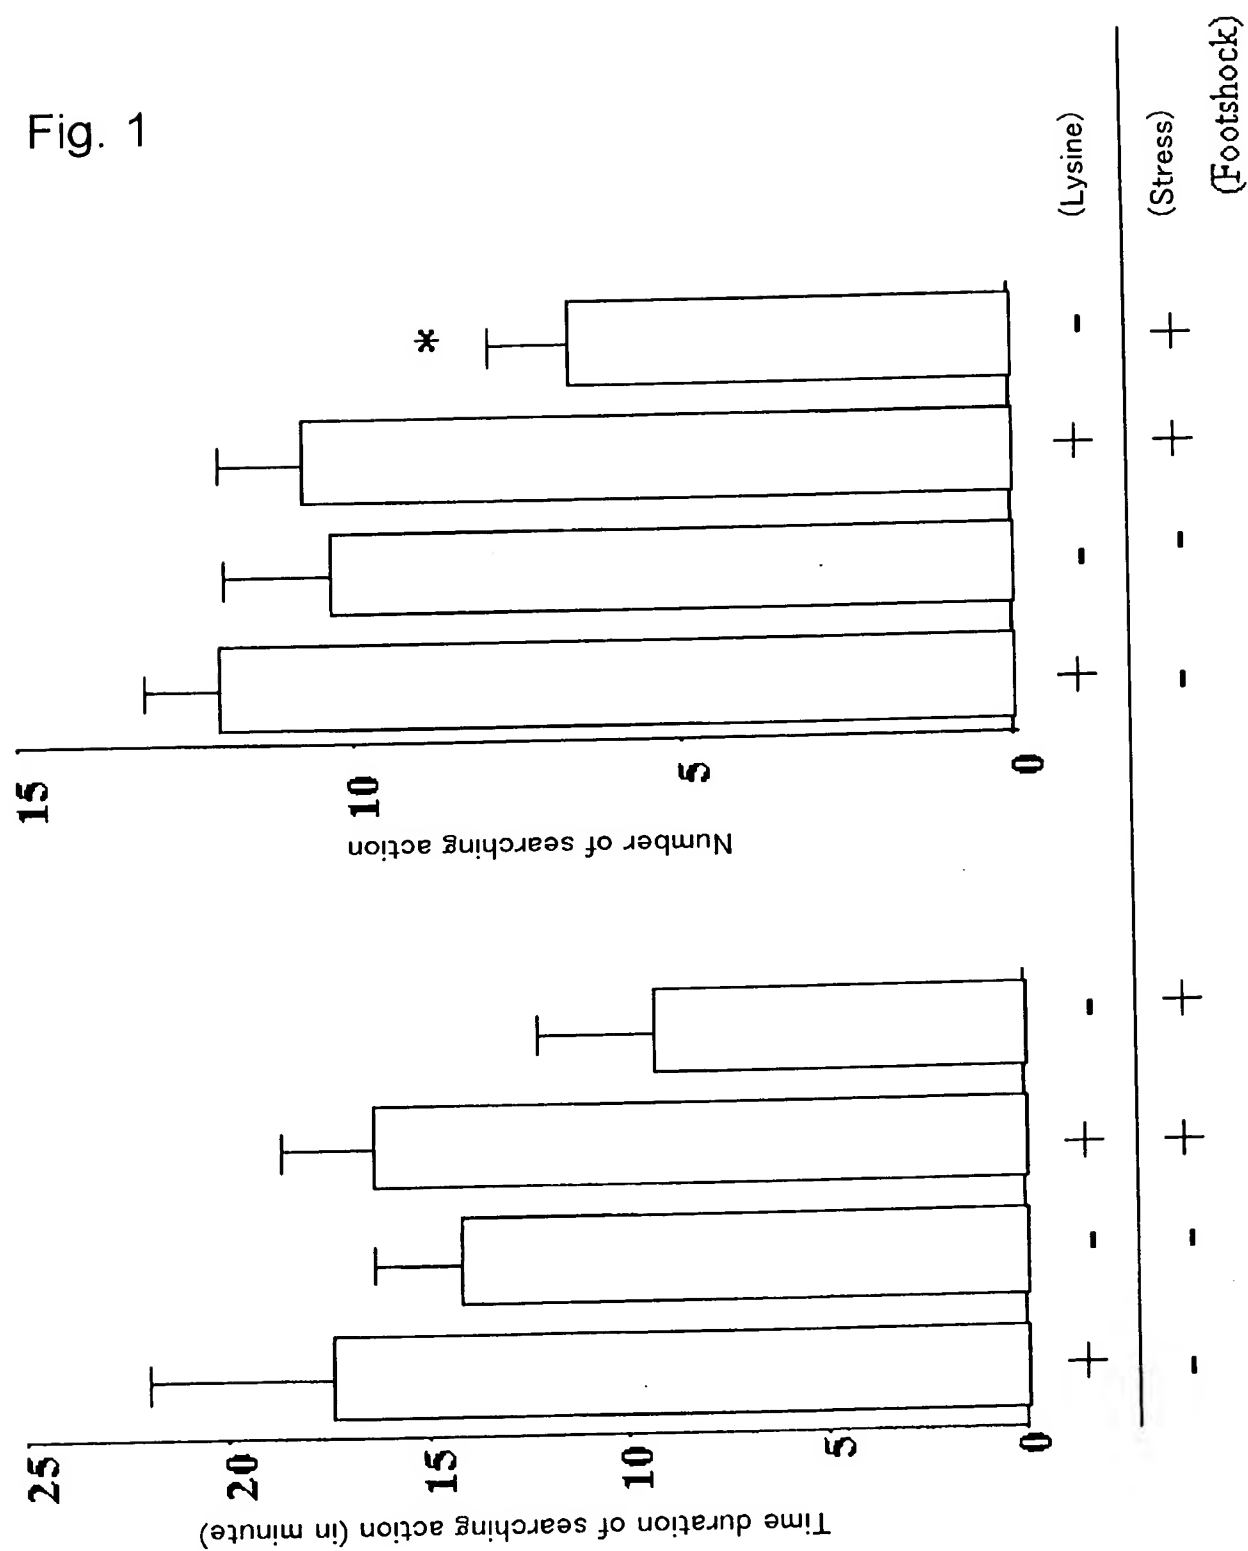 Fig. 1
Time duration of searching action (in minute)
25
20
15
10
5
0
Number of searching action
15
10
5
0
+ - + - + - + - (Lysine)
- - + + - - + + (Stress)
(Footshock)
*